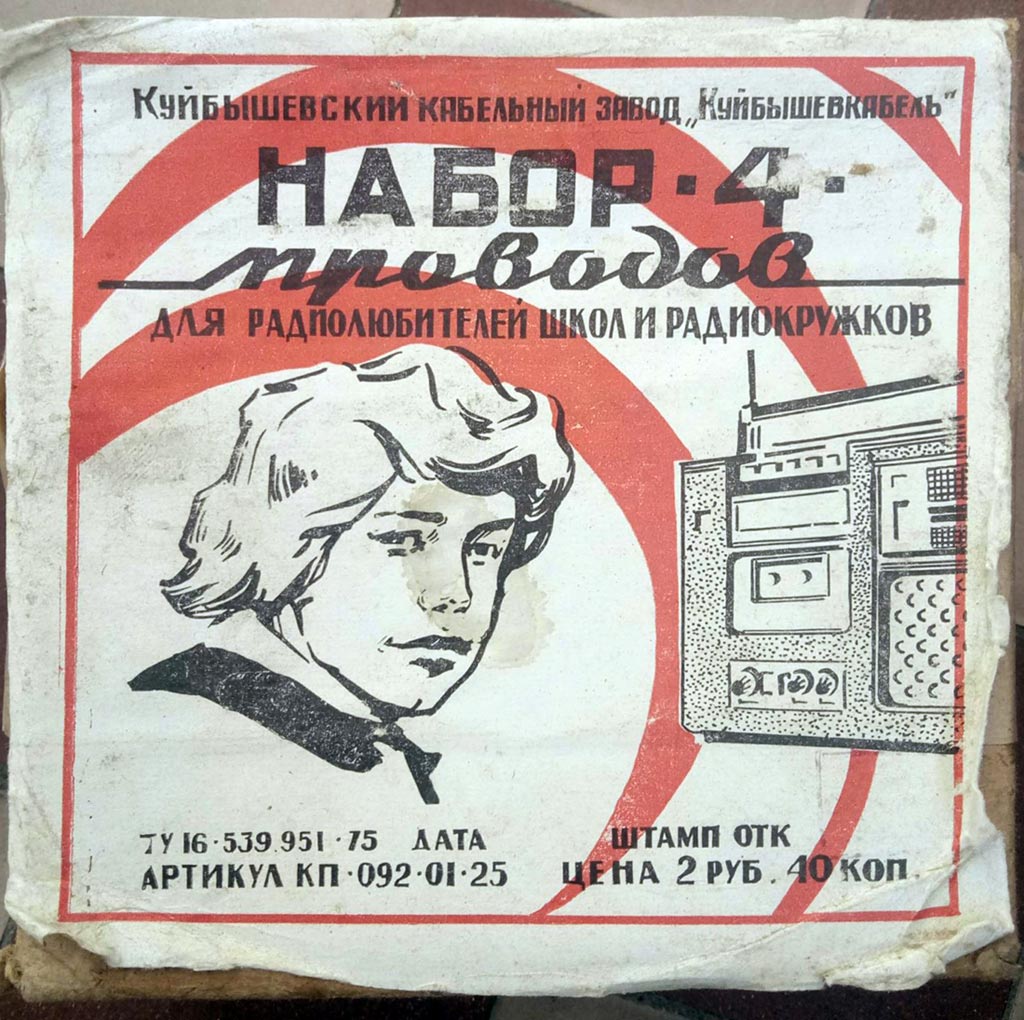 Куйбышевский кабельный завод „Куйбышевкабель"
НАБОР·4·
проводов
ДЛЯ РАДИОЛЮБИТЕЛЕЙ ШКОЛ И РАДИОКРУЖКОВ
ТУ 16·539.951·75 ДАТА ШТАМП ОТК
АРТИКУЛ КП·092·01·25 ЦЕНА 2 РУБ. 40 КОП.